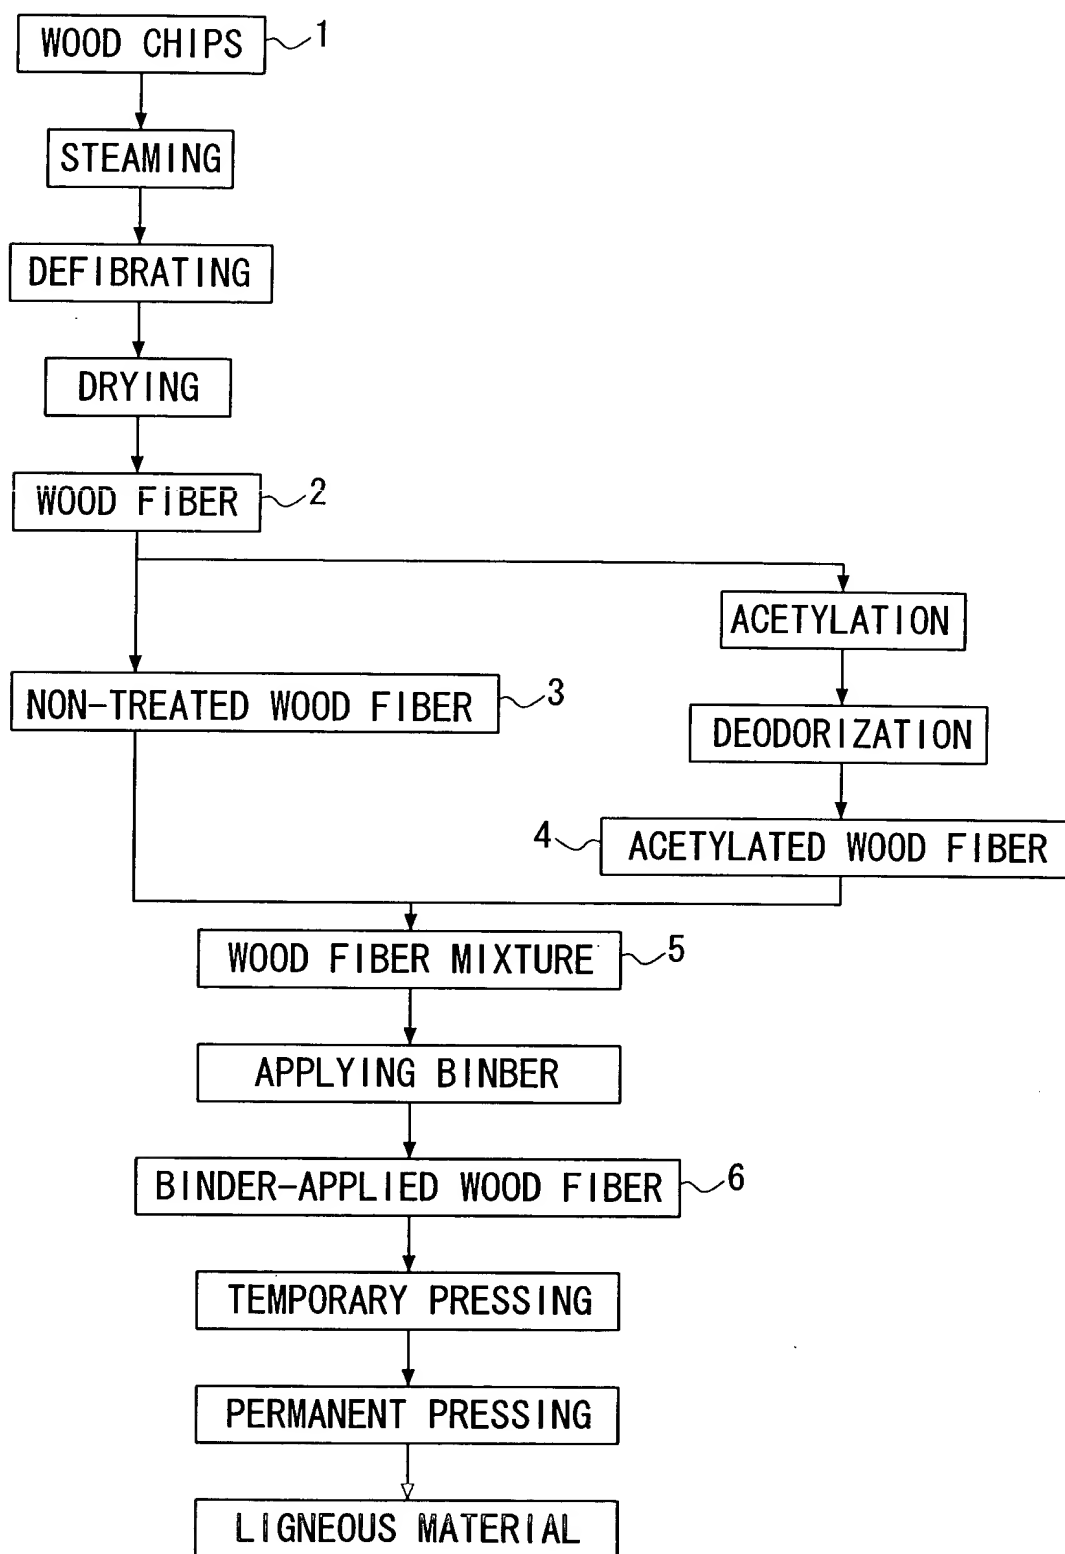 WOOD CHIPS 1
STEAMING
DEFIBRATING
DRYING
WOOD FIBER 2
ACETYLATION
NON-TREATED WOOD FIBER 3
DEODORIZATION
4 ACETYLATED WOOD FIBER
WOOD FIBER MIXTURE 5
APPLYING BINBER
BINDER-APPLIED WOOD FIBER 6
TEMPORARY PRESSING
PERMANENT PRESSING
LIGNEOUS MATERIAL